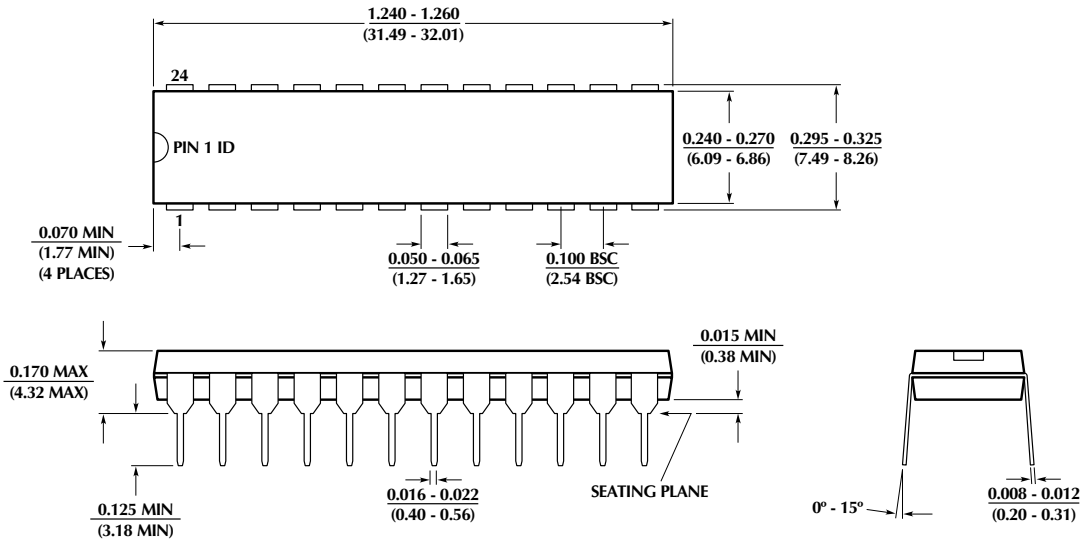 1.240 - 1.260
(31.49 - 32.01)
24
PIN 1 ID
0.240 - 0.270
(6.09 - 6.86)
0.295 - 0.325
(7.49 - 8.26)
1
0.070 MIN
(1.77 MIN)
(4 PLACES)
0.050 - 0.065
(1.27 - 1.65)
0.100 BSC
(2.54 BSC)
0.015 MIN
(0.38 MIN)
0.170 MAX
(4.32 MAX)
0.125 MIN
(3.18 MIN)
0.016 - 0.022
(0.40 - 0.56)
SEATING PLANE
0º - 15º
0.008 - 0.012
(0.20 - 0.31)